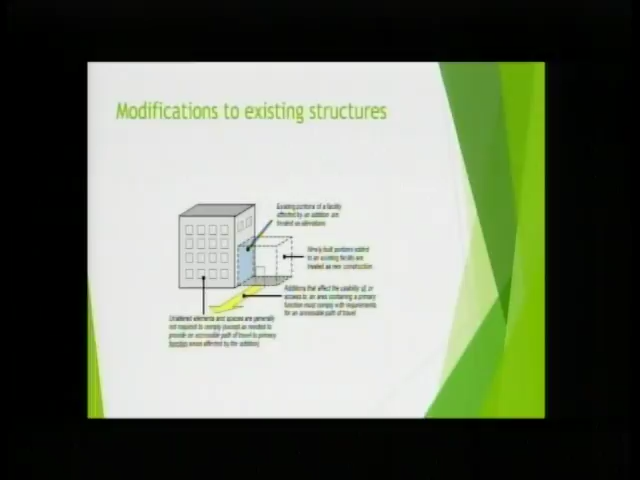 Modifications to existing structures
Existing portions of a facility
affected by an addition are
treated as alterations
Newly built portions added
to an existing facility are
treated as new construction
Additions that affect the usability of, or
access to an area containing a primary
function must comply with requirements
for an accessible path of travel
Unaltered elements and spaces are generally
not required to comply (except as needed to
provide an accessible path of travel to primary
function areas affected by the addition)